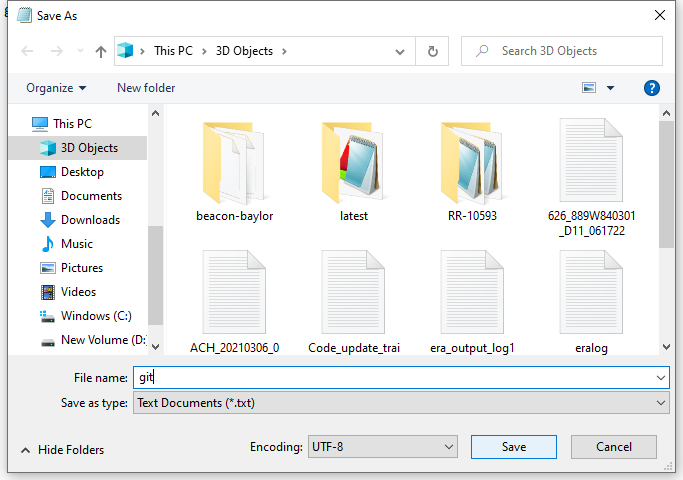 Save As
This PC > 3D Objects >
Search 3D Objects
Organize
New folder
This PC
3D Objects
Desktop
Documents
Downloads
Music
Pictures
Videos
Windows (C:)
New Volume (D:
beacon-baylor
latest
RR-10593
626_889W840301
_D11_061722
ACH_20210306_0
Code_update_trai
era_output_log1
eralog
File name: git
Save as type: Text Documents (*.txt)
Hide Folders
Encoding: UTF-8
Save
Cancel